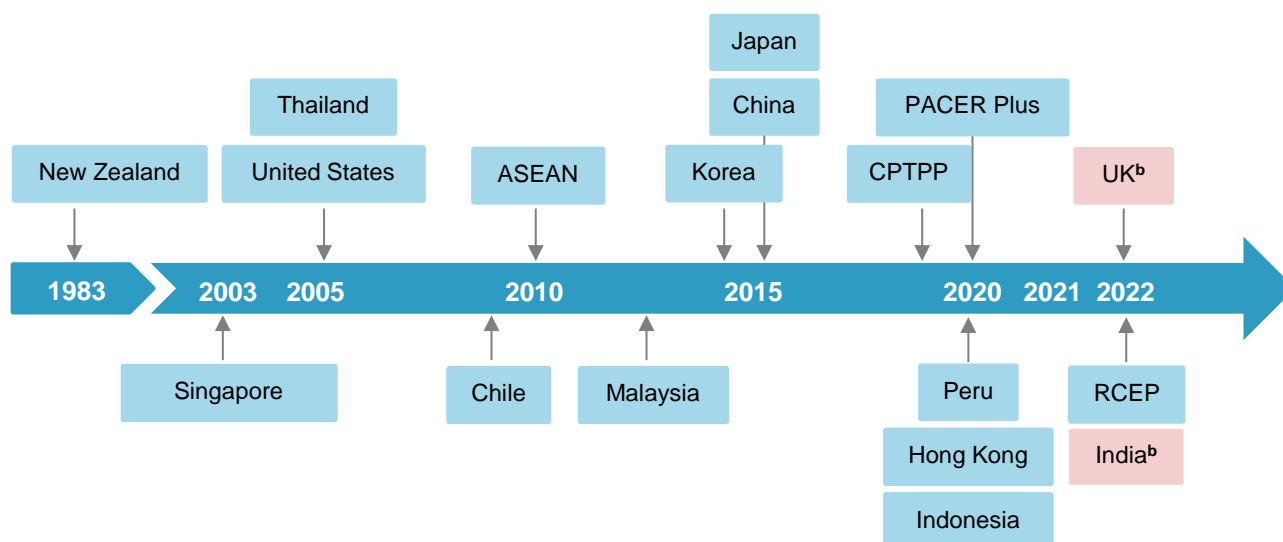 Japan
Thailand
China
PACER Plus
New Zealand
United States
ASEAN
Korea
CPTPP
UKᵇ
1983
2003
2005
2010
2015
2020
2021
2022
Singapore
Chile
Malaysia
Peru
RCEP
Hong Kong
Indiaᵇ
Indonesia